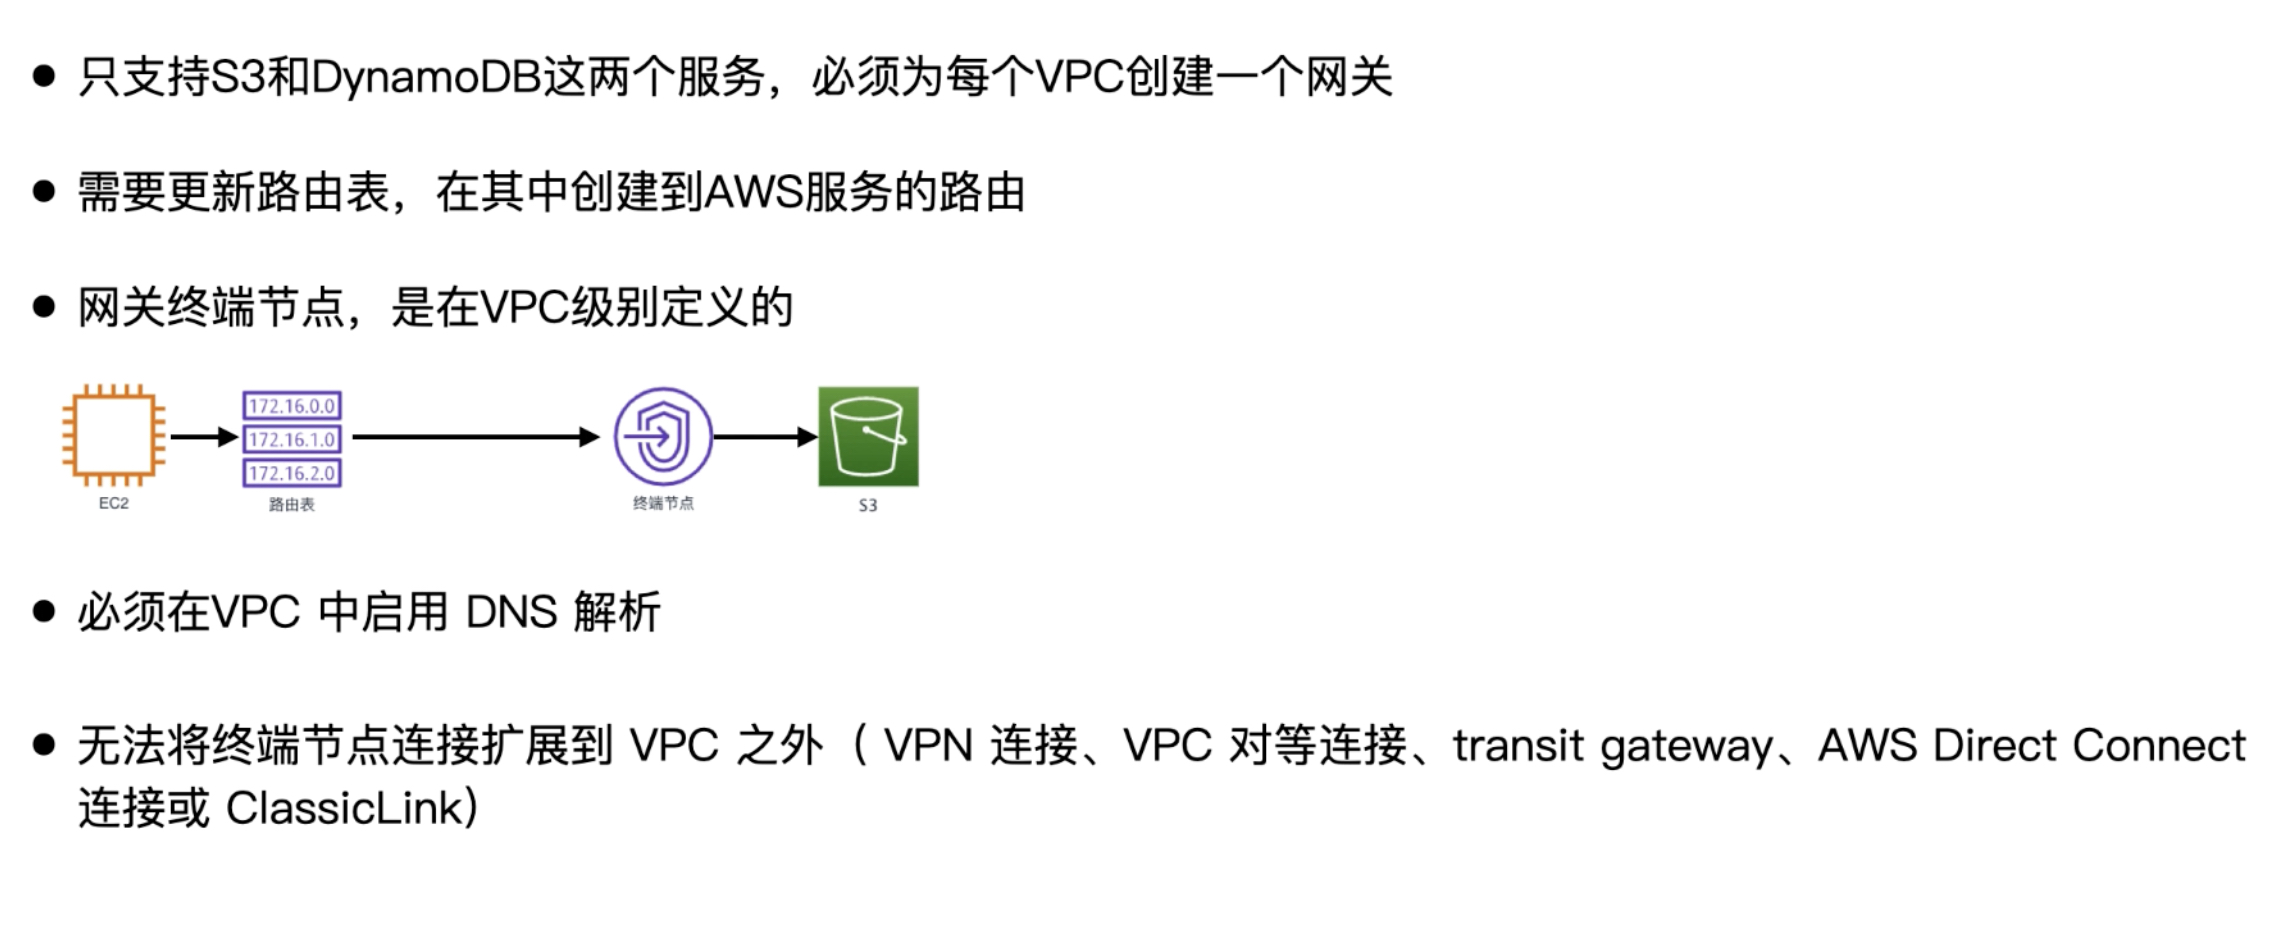 ● 只支持S3和DynamoDB这两个服务，必须为每个VPC创建一个网关
● 需要更新路由表，在其中创建到AWS服务的路由
● 网关终端节点，是在VPC级别定义的
172.16.0.0
172.16.1.0
172.16.2.0
EC2 路由表 终端节点 S3
● 必须在VPC 中启用 DNS 解析
● 无法将终端节点连接扩展到 VPC 之外（ VPN 连接、VPC 对等连接、transit gateway、AWS Direct Connect
连接或 ClassicLink）